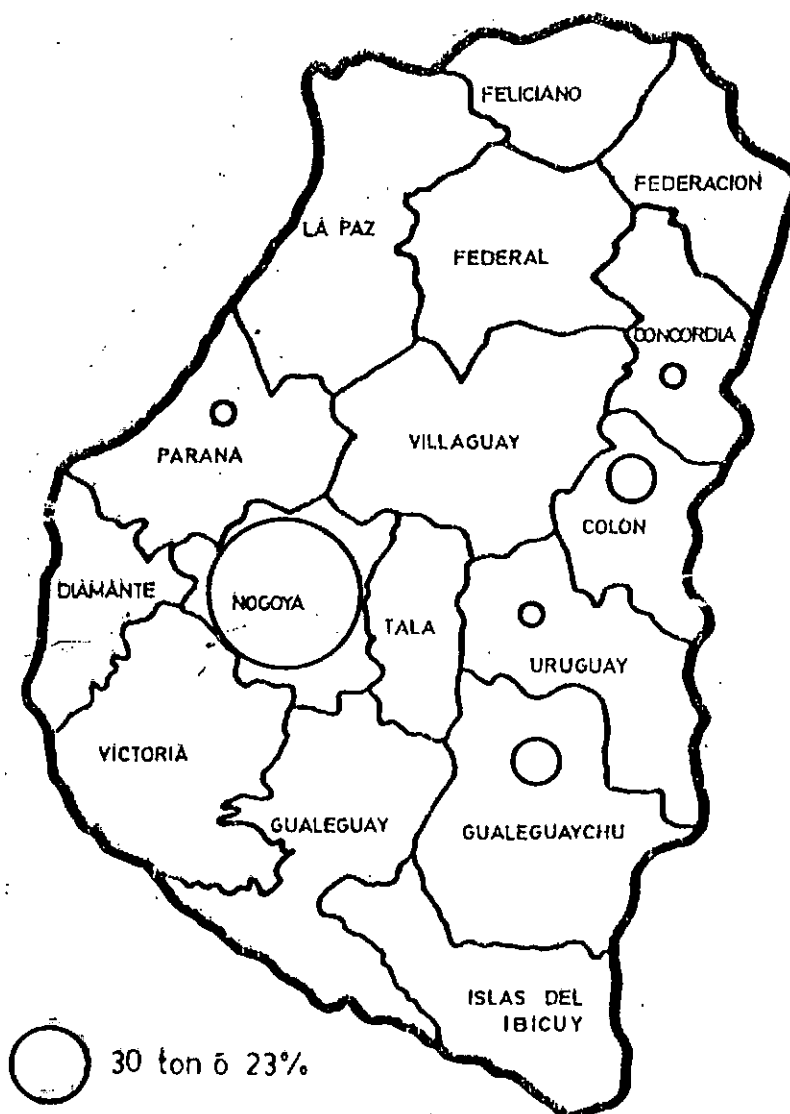 FELICIANO
FEDERACION
LA PAZ
FEDERAL
CONCORDIA
PARANA
VILLAGUAY
COLON
DIAMANTE
NOGOYA
TALA
URUGUAY
VICTORIA
GUALEGUAY
GUALEGUAYCHU
ISLAS DEL
IBICUY
30 ton ó 23%